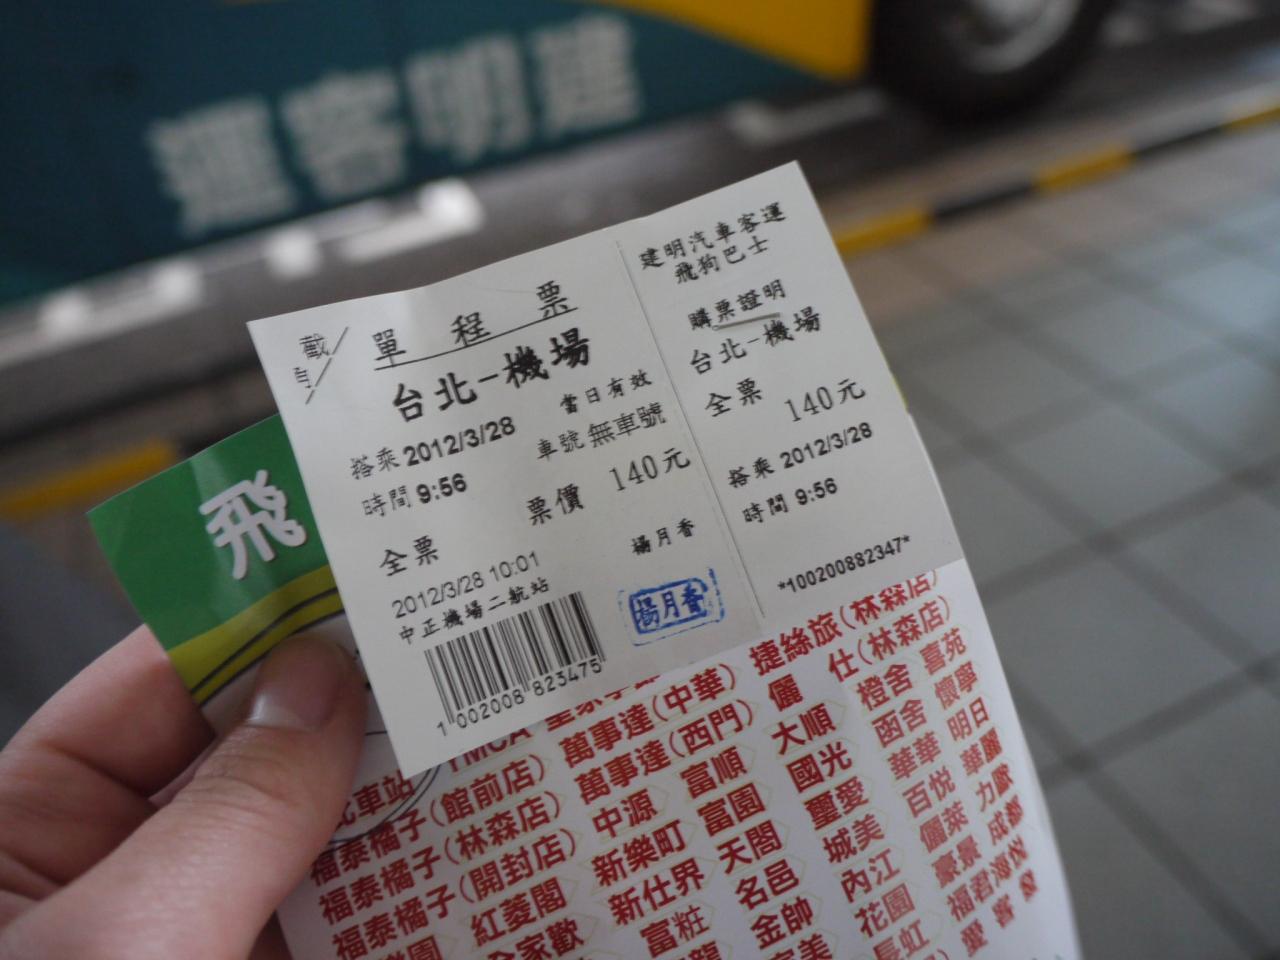 運客明建
建明汽車客運
飛狗巴士
購票證明
台北-機場
全票 140元
搭乘 2012/3/28
時間 9:56
*100200882347*
截
單程票
台北-機場
當日有效
搭乘 2012/3/28
車號 無車號
時間 9:56
票價 140元
全票
楊月香
2012/3/28 10:01
中正機場二航站
楊月香
1 002008 823475
飛
YMCA
捷絲旅(林森店)
福泰橘子(館前店)
萬事達(中華)
儷
仕(林森店)
福泰橘子(林森店)
萬事達(西門)
大順
橙舍
喜苑
福泰橘子(開封店)
中源
富順
國光
函舍
懷寧
紅菱閣
新樂町
富園
璽愛
華華
明日
全家歡
新仕界
天閣
城美
百悅
華麗
富粧
名邑
內江
儷萊
力歐
金帥
花園
豪景
成都
長虹
福君海悅